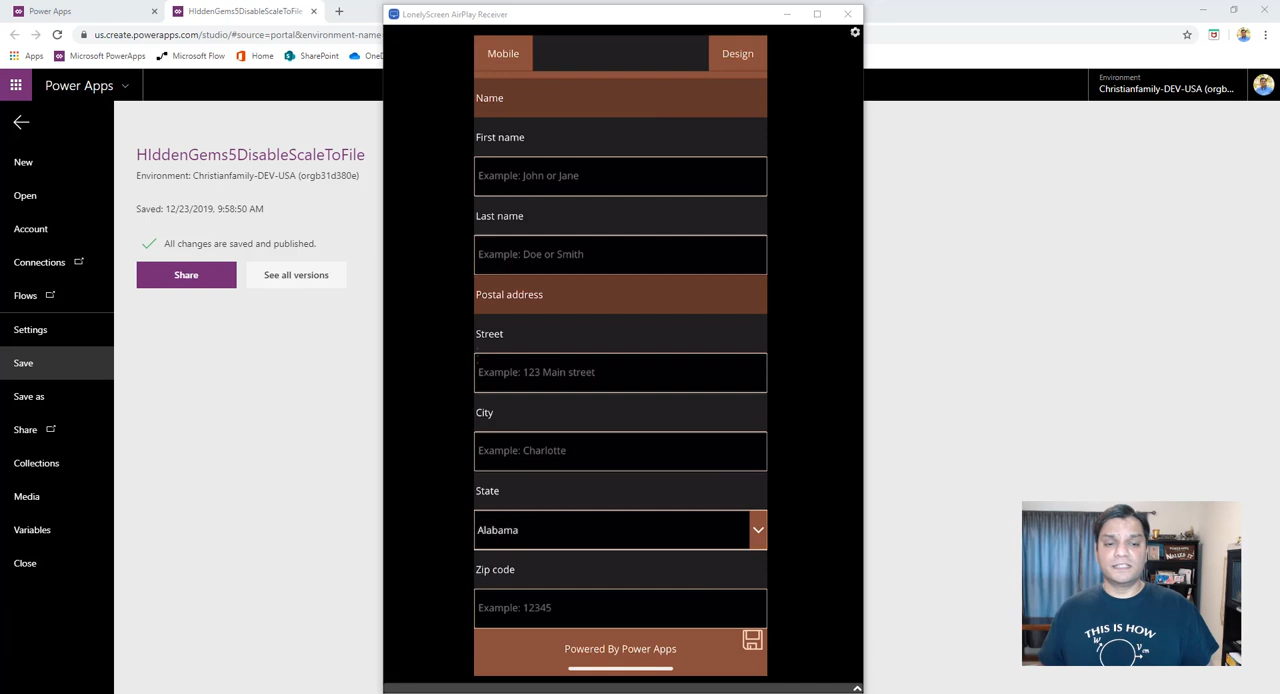 Power Apps
HIddenGems5DisableScaleToFile
us.create.powerapps.com/studio/#source=portal&environment-name
Apps
Microsoft PowerApps
Microsoft Flow
Home
SharePoint
OneD
LonelyScreen AirPlay Receiver
Power Apps
Environment
Christianfamily-DEV-USA (orgb...
New
Open
Account
Connections
Flows
Settings
Save
Save as
Share
Collections
Media
Variables
Close
HIddenGems5DisableScaleToFile
Environment: Christianfamily-DEV-USA (orgb31d380e)
Saved: 12/23/2019, 9:58:50 AM
All changes are saved and published.
Share
See all versions
Mobile
Design
Name
First name
Example: John or Jane
Last name
Example: Doe or Smith
Postal address
Street
Example: 123 Main street
City
Example: Charlotte
State
Alabama
Zip code
Example: 12345
Powered By Power Apps
THIS IS HOW